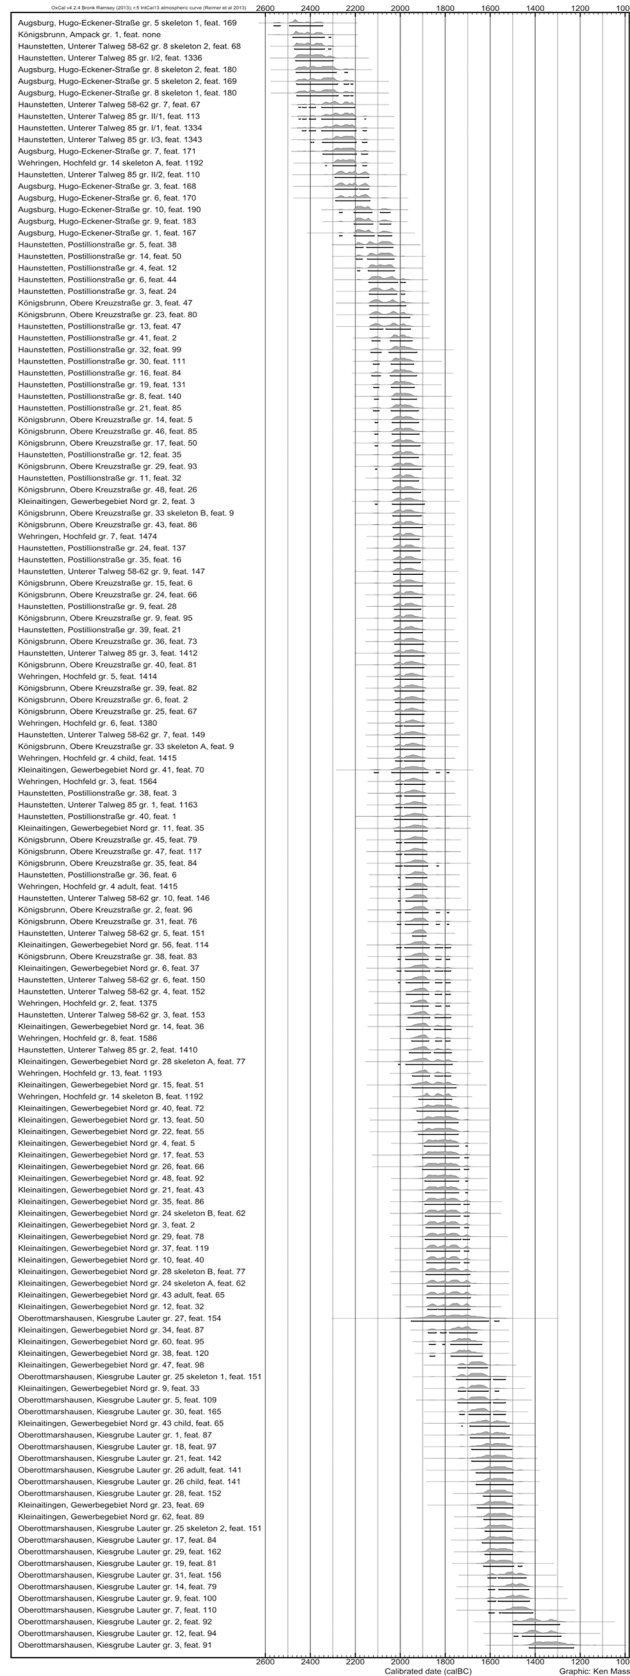 OxCal v4.2.4 Bronk Ramsey (2013); r:5 IntCal13 atmospheric curve (Reimer et al 2013)
2600 2400 2200 2000 1800 1600 1400 1200 100
Augsburg, Hugo-Eckener-Straße gr. 5 skeleton 1, feat. 169
Königsbrunn, Ampack gr. 1, feat. none
Haunstetten, Unterer Talweg 58-62 gr. 8 skeleton 2, feat. 68
Haunstetten, Unterer Talweg 85 gr. I/2, feat. 1336
Augsburg, Hugo-Eckener-Straße gr. 8 skeleton 2, feat. 180
Augsburg, Hugo-Eckener-Straße gr. 5 skeleton 2, feat. 169
Augsburg, Hugo-Eckener-Straße gr. 8 skeleton 1, feat. 180
Haunstetten, Unterer Talweg 58-62 gr. 7, feat. 67
Haunstetten, Unterer Talweg 85 gr. II/1, feat. 113
Haunstetten, Unterer Talweg 85 gr. I/1, feat. 1334
Haunstetten, Unterer Talweg 85 gr. I/3, feat. 1343
Augsburg, Hugo-Eckener-Straße gr. 7, feat. 171
Wehringen, Hochfeld gr. 14 skeleton A, feat. 1192
Haunstetten, Unterer Talweg 85 gr. II/2, feat. 110
Augsburg, Hugo-Eckener-Straße gr. 3, feat. 168
Augsburg, Hugo-Eckener-Straße gr. 6, feat. 170
Augsburg, Hugo-Eckener-Straße gr. 10, feat. 190
Augsburg, Hugo-Eckener-Straße gr. 9, feat. 183
Augsburg, Hugo-Eckener-Straße gr. 1, feat. 167
Haunstetten, Postillionstraße gr. 5, feat. 38
Haunstetten, Postillionstraße gr. 14, feat. 50
Haunstetten, Postillionstraße gr. 4, feat. 12
Haunstetten, Postillionstraße gr. 6, feat. 44
Haunstetten, Postillionstraße gr. 3, feat. 24
Königsbrunn, Obere Kreuzstraße gr. 3, feat. 47
Königsbrunn, Obere Kreuzstraße gr. 23, feat. 80
Haunstetten, Postillionstraße gr. 13, feat. 47
Haunstetten, Postillionstraße gr. 41, feat. 2
Haunstetten, Postillionstraße gr. 32, feat. 99
Haunstetten, Postillionstraße gr. 30, feat. 111
Haunstetten, Postillionstraße gr. 16, feat. 84
Haunstetten, Postillionstraße gr. 19, feat. 131
Haunstetten, Postillionstraße gr. 8, feat. 140
Haunstetten, Postillionstraße gr. 21, feat. 85
Königsbrunn, Obere Kreuzstraße gr. 14, feat. 5
Königsbrunn, Obere Kreuzstraße gr. 46, feat. 85
Königsbrunn, Obere Kreuzstraße gr. 17, feat. 50
Haunstetten, Postillionstraße gr. 12, feat. 35
Königsbrunn, Obere Kreuzstraße gr. 29, feat. 93
Haunstetten, Postillionstraße gr. 11, feat. 32
Königsbrunn, Obere Kreuzstraße gr. 48, feat. 26
Kleinaitingen, Gewerbegebiet Nord gr. 2, feat. 3
Königsbrunn, Obere Kreuzstraße gr. 33 skeleton B, feat. 9
Königsbrunn, Obere Kreuzstraße gr. 43, feat. 86
Wehringen, Hochfeld gr. 7, feat. 1474
Haunstetten, Postillionstraße gr. 24, feat. 137
Haunstetten, Postillionstraße gr. 35, feat. 16
Haunstetten, Unterer Talweg 58-62 gr. 9, feat. 147
Königsbrunn, Obere Kreuzstraße gr. 15, feat. 6
Königsbrunn, Obere Kreuzstraße gr. 24, feat. 66
Haunstetten, Postillionstraße gr. 9, feat. 28
Königsbrunn, Obere Kreuzstraße gr. 9, feat. 95
Haunstetten, Postillionstraße gr. 39, feat. 21
Königsbrunn, Obere Kreuzstraße gr. 36, feat. 73
Haunstetten, Unterer Talweg 85 gr. 3, feat. 1412
Königsbrunn, Obere Kreuzstraße gr. 40, feat. 81
Wehringen, Hochfeld gr. 5, feat. 1414
Königsbrunn, Obere Kreuzstraße gr. 39, feat. 82
Königsbrunn, Obere Kreuzstraße gr. 6, feat. 2
Königsbrunn, Obere Kreuzstraße gr. 25, feat. 67
Wehringen, Hochfeld gr. 6, feat. 1380
Haunstetten, Unterer Talweg 58-62 gr. 7, feat. 149
Königsbrunn, Obere Kreuzstraße gr. 33 skeleton A, feat. 9
Wehringen, Hochfeld gr. 4 child, feat. 1415
Kleinaitingen, Gewerbegebiet Nord gr. 41, feat. 70
Wehringen, Hochfeld gr. 3, feat. 1564
Haunstetten, Postillionstraße gr. 38, feat. 3
Haunstetten, Unterer Talweg 85 gr. 1, feat. 1163
Haunstetten, Postillionstraße gr. 40, feat. 1
Kleinaitingen, Gewerbegebiet Nord gr. 11, feat. 35
Königsbrunn, Obere Kreuzstraße gr. 45, feat. 79
Königsbrunn, Obere Kreuzstraße gr. 47, feat. 117
Königsbrunn, Obere Kreuzstraße gr. 35, feat. 84
Haunstetten, Postillionstraße gr. 36, feat. 6
Wehringen, Hochfeld gr. 4 adult, feat. 1415
Haunstetten, Unterer Talweg 58-62 gr. 10, feat. 146
Königsbrunn, Obere Kreuzstraße gr. 2, feat. 96
Königsbrunn, Obere Kreuzstraße gr. 31, feat. 76
Haunstetten, Unterer Talweg 58-62 gr. 5, feat. 151
Kleinaitingen, Gewerbegebiet Nord gr. 56, feat. 114
Königsbrunn, Obere Kreuzstraße gr. 38, feat. 83
Kleinaitingen, Gewerbegebiet Nord gr. 6, feat. 37
Haunstetten, Unterer Talweg 58-62 gr. 6, feat. 150
Haunstetten, Unterer Talweg 58-62 gr. 4, feat. 152
Wehringen, Hochfeld gr. 2, feat. 1375
Haunstetten, Unterer Talweg 58-62 gr. 3, feat. 153
Kleinaitingen, Gewerbegebiet Nord gr. 14, feat. 36
Wehringen, Hochfeld gr. 8, feat. 1586
Haunstetten, Unterer Talweg 85 gr. 2, feat. 1410
Kleinaitingen, Gewerbegebiet Nord gr. 28 skeleton A, feat. 77
Wehringen, Hochfeld gr. 13, feat. 1193
Kleinaitingen, Gewerbegebiet Nord gr. 15, feat. 51
Wehringen, Hochfeld gr. 14 skeleton B, feat. 1192
Kleinaitingen, Gewerbegebiet Nord gr. 40, feat. 72
Kleinaitingen, Gewerbegebiet Nord gr. 13, feat. 50
Kleinaitingen, Gewerbegebiet Nord gr. 22, feat. 55
Kleinaitingen, Gewerbegebiet Nord gr. 4, feat. 5
Kleinaitingen, Gewerbegebiet Nord gr. 17, feat. 53
Kleinaitingen, Gewerbegebiet Nord gr. 26, feat. 66
Kleinaitingen, Gewerbegebiet Nord gr. 48, feat. 92
Kleinaitingen, Gewerbegebiet Nord gr. 21, feat. 43
Kleinaitingen, Gewerbegebiet Nord gr. 35, feat. 86
Kleinaitingen, Gewerbegebiet Nord gr. 24 skeleton B, feat. 62
Kleinaitingen, Gewerbegebiet Nord gr. 3, feat. 2
Kleinaitingen, Gewerbegebiet Nord gr. 29, feat. 78
Kleinaitingen, Gewerbegebiet Nord gr. 37, feat. 119
Kleinaitingen, Gewerbegebiet Nord gr. 10, feat. 40
Kleinaitingen, Gewerbegebiet Nord gr. 28 skeleton B, feat. 77
Kleinaitingen, Gewerbegebiet Nord gr. 24 skeleton A, feat. 62
Kleinaitingen, Gewerbegebiet Nord gr. 43 adult, feat. 65
Kleinaitingen, Gewerbegebiet Nord gr. 12, feat. 32
Oberottmarshausen, Kiesgrube Lauter gr. 27, feat. 154
Kleinaitingen, Gewerbegebiet Nord gr. 34, feat. 87
Kleinaitingen, Gewerbegebiet Nord gr. 60, feat. 95
Kleinaitingen, Gewerbegebiet Nord gr. 38, feat. 120
Kleinaitingen, Gewerbegebiet Nord gr. 47, feat. 98
Oberottmarshausen, Kiesgrube Lauter gr. 25 skeleton 1, feat. 151
Kleinaitingen, Gewerbegebiet Nord gr. 9, feat. 33
Oberottmarshausen, Kiesgrube Lauter gr. 5, feat. 109
Oberottmarshausen, Kiesgrube Lauter gr. 30, feat. 165
Kleinaitingen, Gewerbegebiet Nord gr. 43 child, feat. 65
Oberottmarshausen, Kiesgrube Lauter gr. 1, feat. 87
Oberottmarshausen, Kiesgrube Lauter gr. 18, feat. 97
Oberottmarshausen, Kiesgrube Lauter gr. 21, feat. 142
Oberottmarshausen, Kiesgrube Lauter gr. 26 adult, feat. 141
Oberottmarshausen, Kiesgrube Lauter gr. 26 child, feat. 141
Oberottmarshausen, Kiesgrube Lauter gr. 28, feat. 152
Kleinaitingen, Gewerbegebiet Nord gr. 23, feat. 69
Kleinaitingen, Gewerbegebiet Nord gr. 62, feat. 89
Oberottmarshausen, Kiesgrube Lauter gr. 25 skeleton 2, feat. 151
Oberottmarshausen, Kiesgrube Lauter gr. 17, feat. 84
Oberottmarshausen, Kiesgrube Lauter gr. 29, feat. 162
Oberottmarshausen, Kiesgrube Lauter gr. 19, feat. 81
Oberottmarshausen, Kiesgrube Lauter gr. 31, feat. 156
Oberottmarshausen, Kiesgrube Lauter gr. 14, feat. 79
Oberottmarshausen, Kiesgrube Lauter gr. 9, feat. 100
Oberottmarshausen, Kiesgrube Lauter gr. 7, feat. 110
Oberottmarshausen, Kiesgrube Lauter gr. 2, feat. 92
Oberottmarshausen, Kiesgrube Lauter gr. 12, feat. 94
Oberottmarshausen, Kiesgrube Lauter gr. 3, feat. 91
2600 2400 2200 2000 1800 1600 1400 1200 100
Calibrated date (calBC)
Graphic: Ken Mass